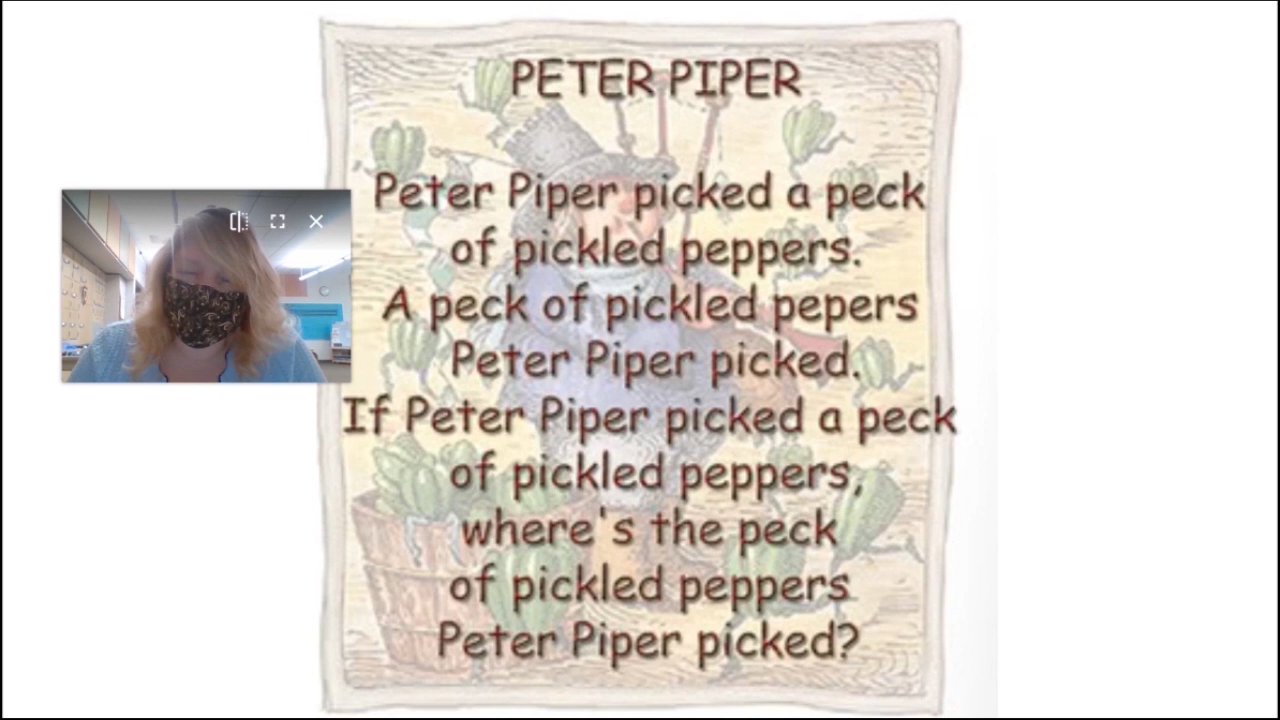 PETER PIPER
Peter Piper picked a peck
of pickled peppers.
A peck of pickled pepers
Peter Piper picked.
If Peter Piper picked a peck
of pickled peppers,
where's the peck
of pickled peppers
Peter Piper picked?